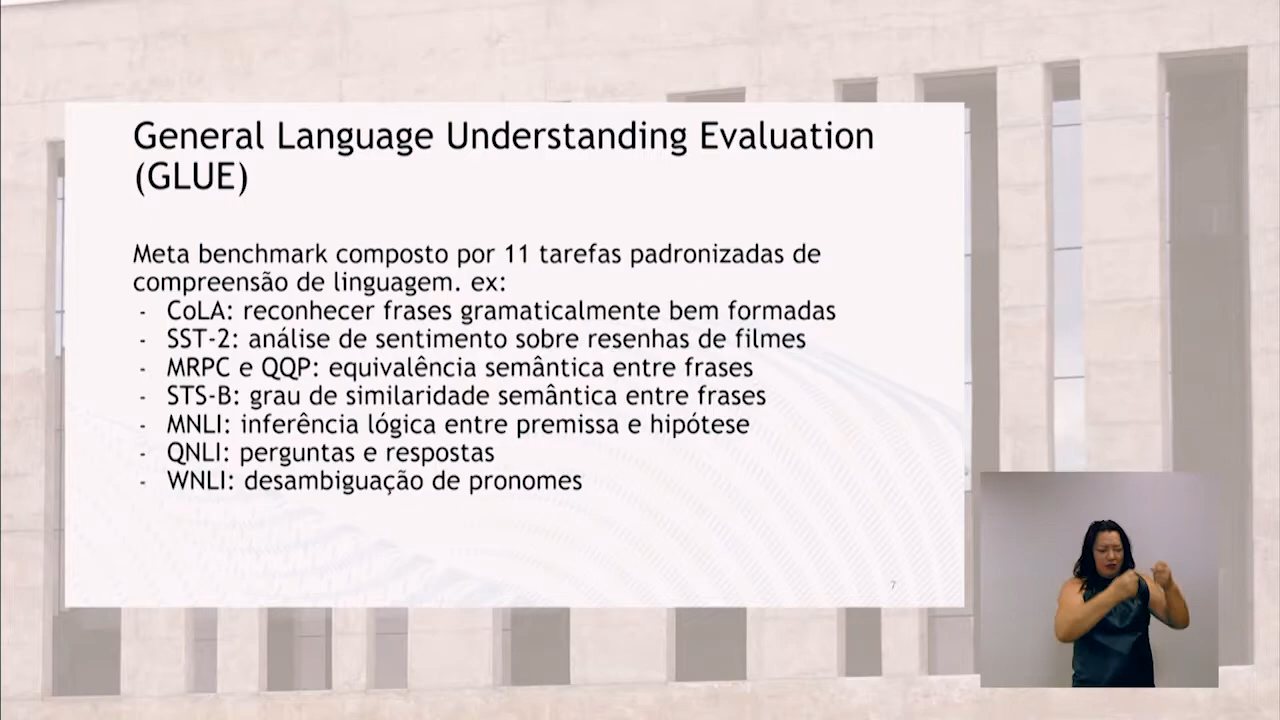 General Language Understanding Evaluation
(GLUE)
Meta benchmark composto por 11 tarefas padronizadas de
compreensão de linguagem. ex:
- CoLA: reconhecer frases gramaticalmente bem formadas
- SST-2: análise de sentimento sobre resenhas de filmes
- MRPC e QQP: equivalência semântica entre frases
- STS-B: grau de similaridade semântica entre frases
- MNLI: inferência lógica entre premissa e hipótese
- QNLI: perguntas e respostas
- WNLI: desambiguação de pronomes
7